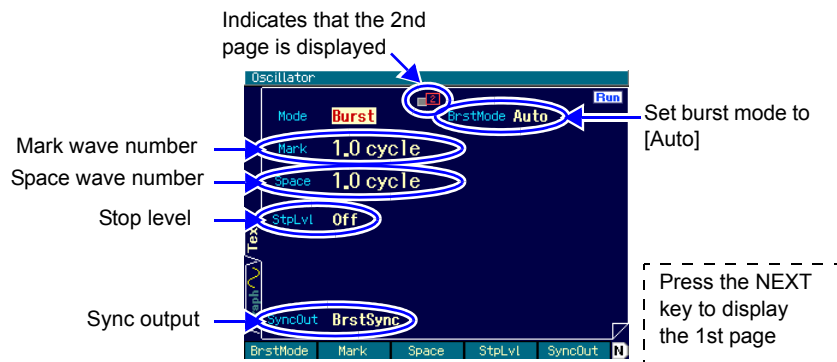 Indicates that the 2nd
page is displayed
Oscillator
2
Run
Mode Burst
BrstMode Auto
Set burst mode to
[Auto]
Mark wave number
Mark 1.0 cycle
Space wave number
Space 1.0 cycle
Stop level
StpLvl Off
Text
Press the NEXT
key to display
the 1st page
Sync output
SyncOut BrstSync
BrstMode Mark Space StpLvl SyncOut N